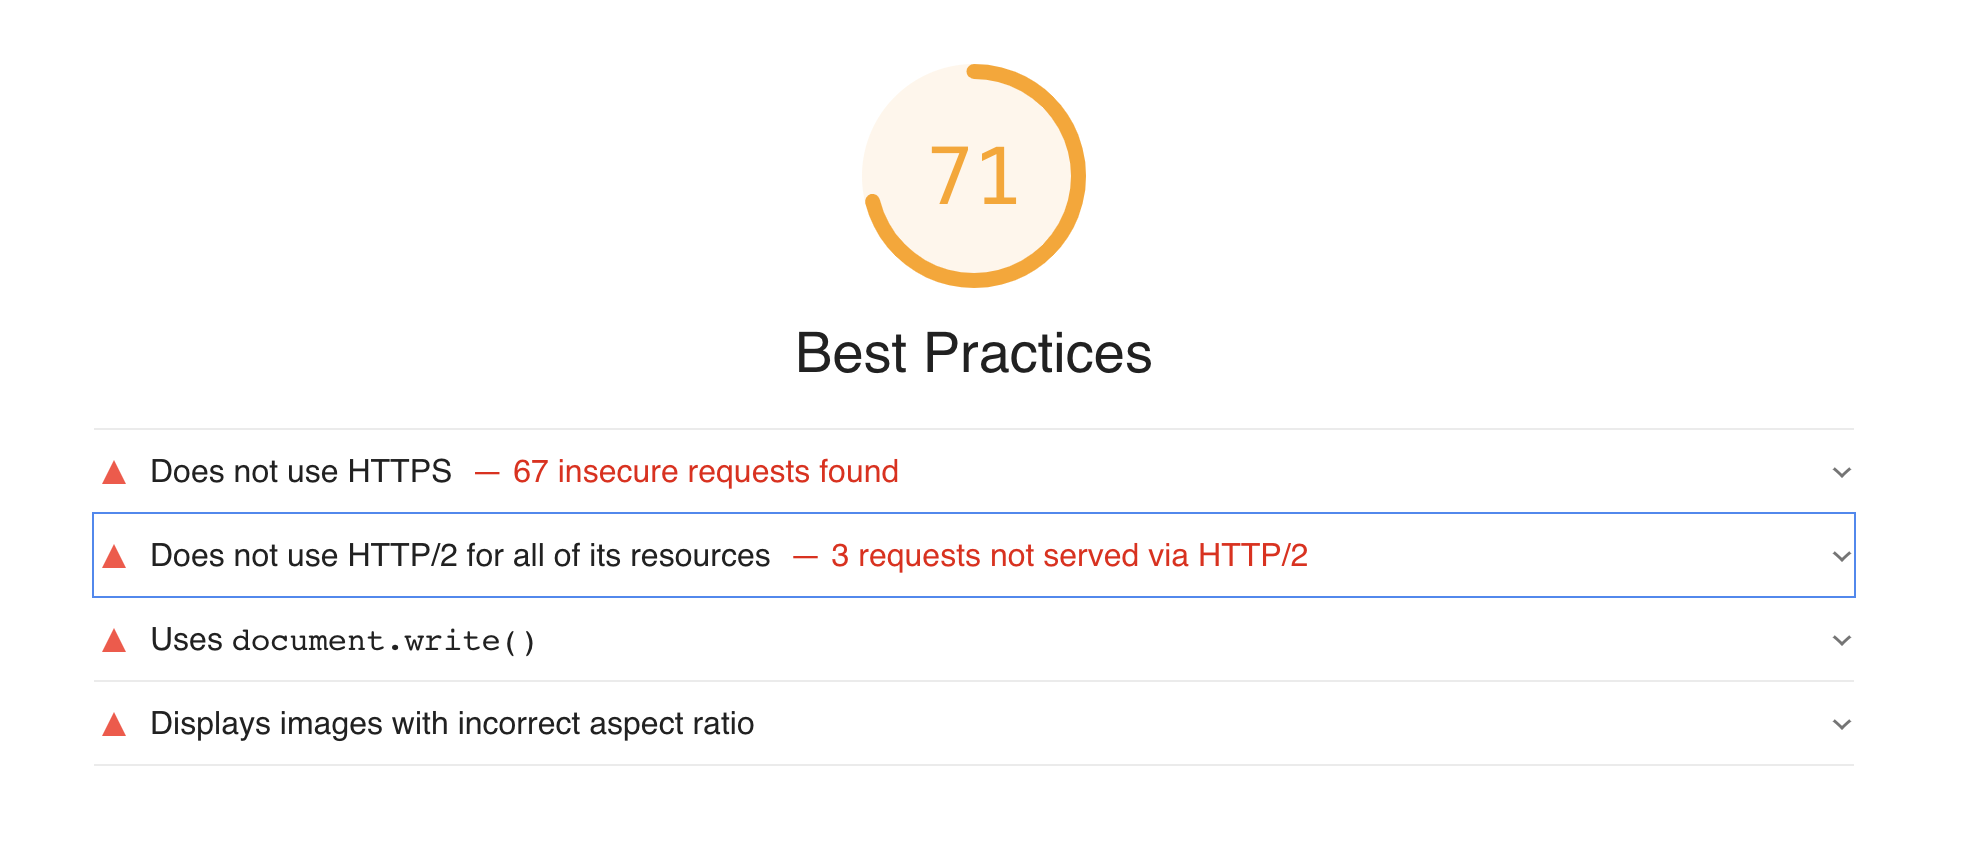 71
Best Practices
Does not use HTTPS — 67 insecure requests found
Does not use HTTP/2 for all of its resources — 3 requests not served via HTTP/2
Uses document.write()
Displays images with incorrect aspect ratio